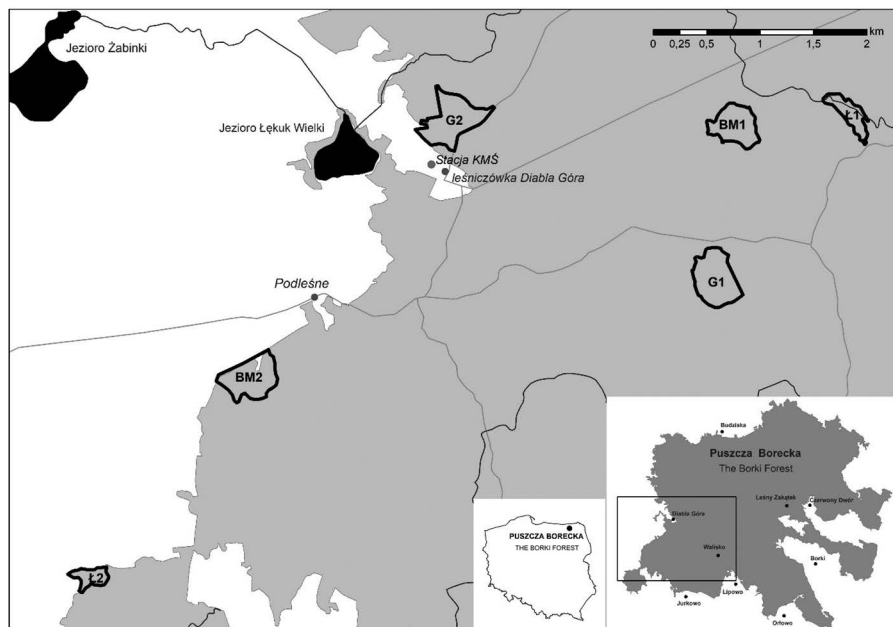 Jezioro Żabinki
km
0 0,25 0,5 1 1,5 2
G2
BM1
Ł1
Jezioro Łękuk Wielki
Stacja KMŚ
leśniczówka Diabla Góra
G1
Podleśne
BM2
Ł2
PUSZCZA BORECKA
THE BORKI FOREST
Budziska
Puszcza Borecka
The Borki Forest
Leśny Zakątek
Czerwony Dwór
Diabla Góra
Walisko
Borki
Lipowo
Jurkowo
Orłowo